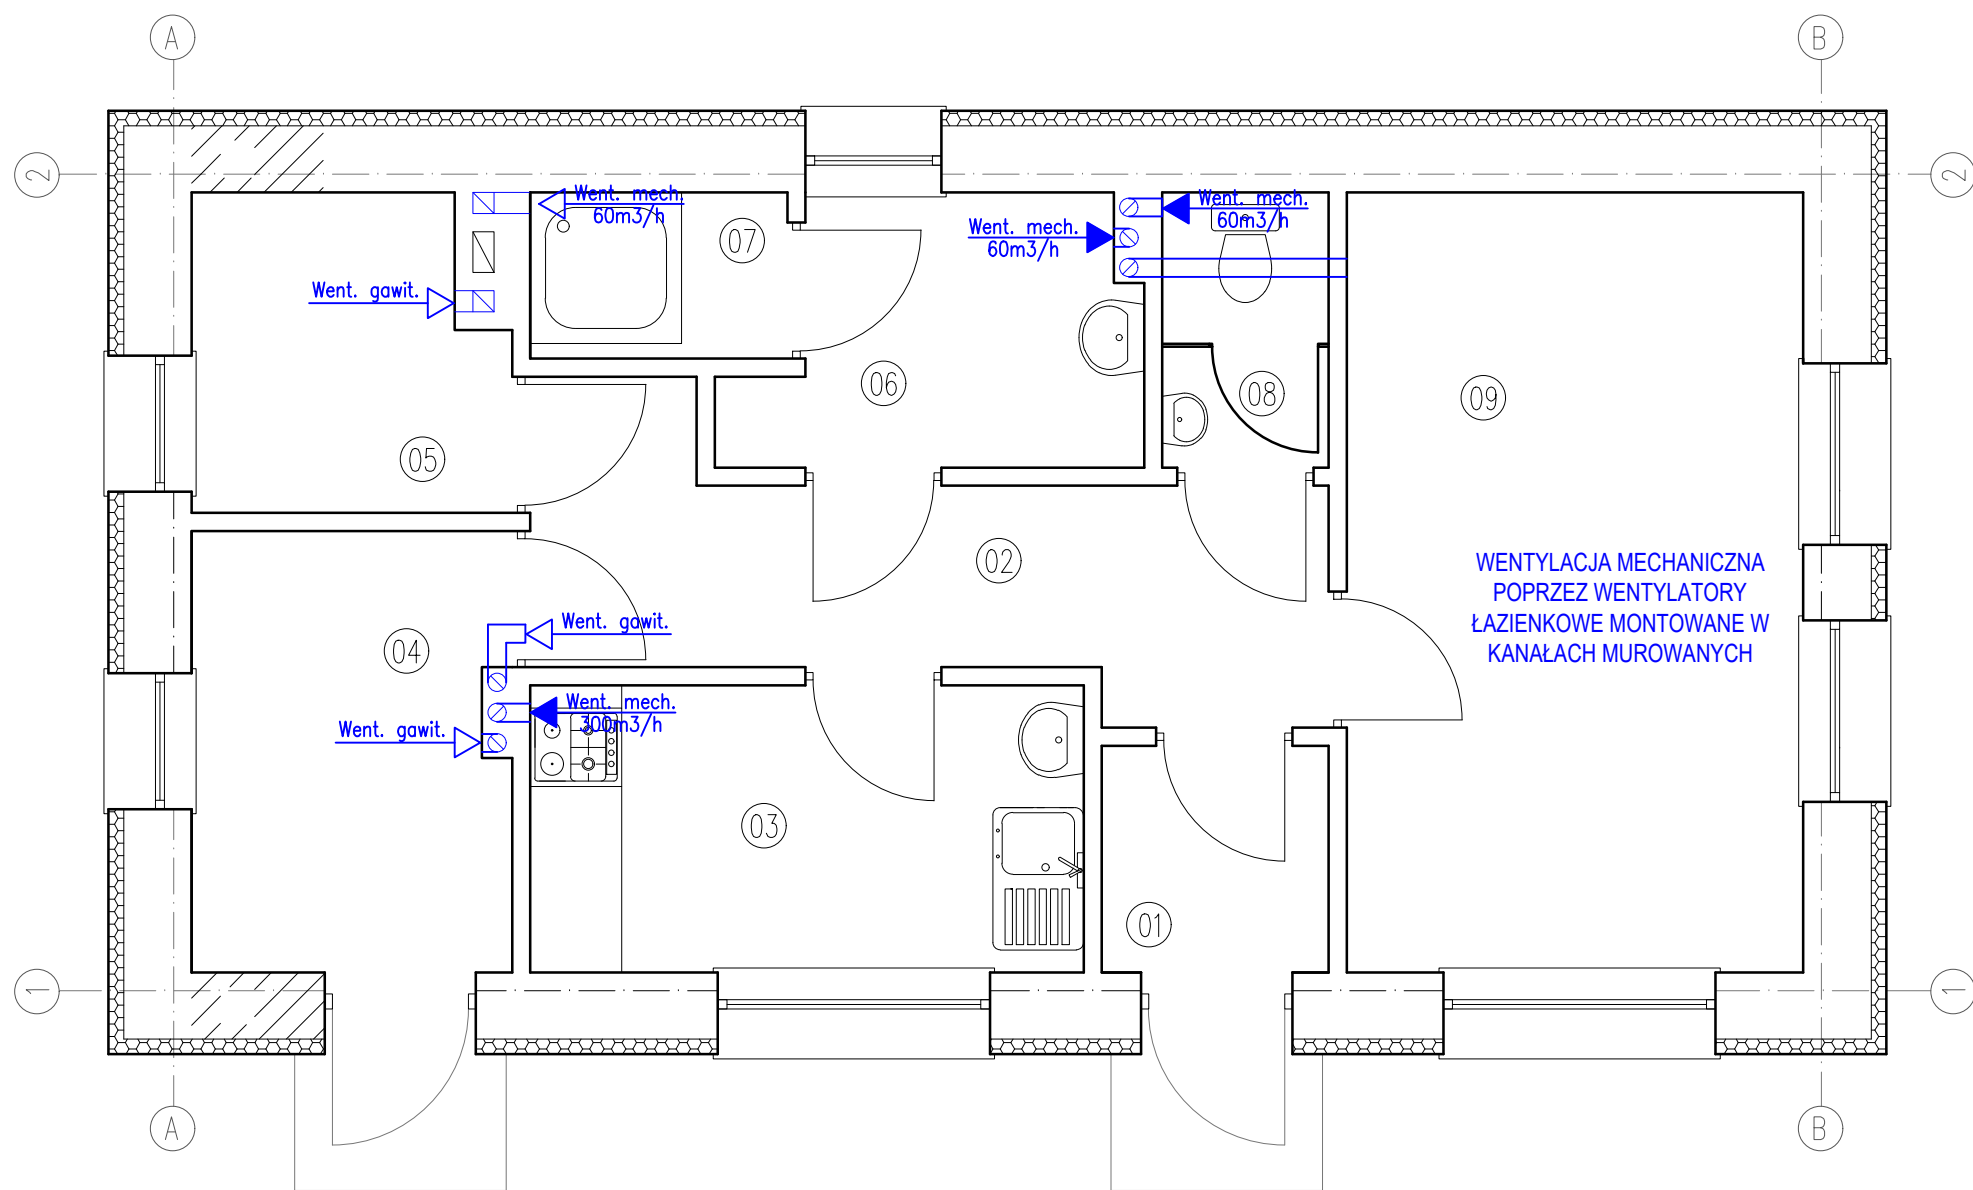 A
B
2
2
Went. mech.
60m3/h
Went. mech.
60m3/h
Went. mech.
60m3/h
07
Went. gawit.
06
08
09
05
02
WENTYLACJA MECHANICZNA
POPRZEZ WENTYLATORY
ŁAZIENKOWE MONTOWANE W
KANAŁACH MUROWANYCH
Went. gawit.
04
Went. mech.
300m3/h
Went. gawit.
03
01
1
1
A
B